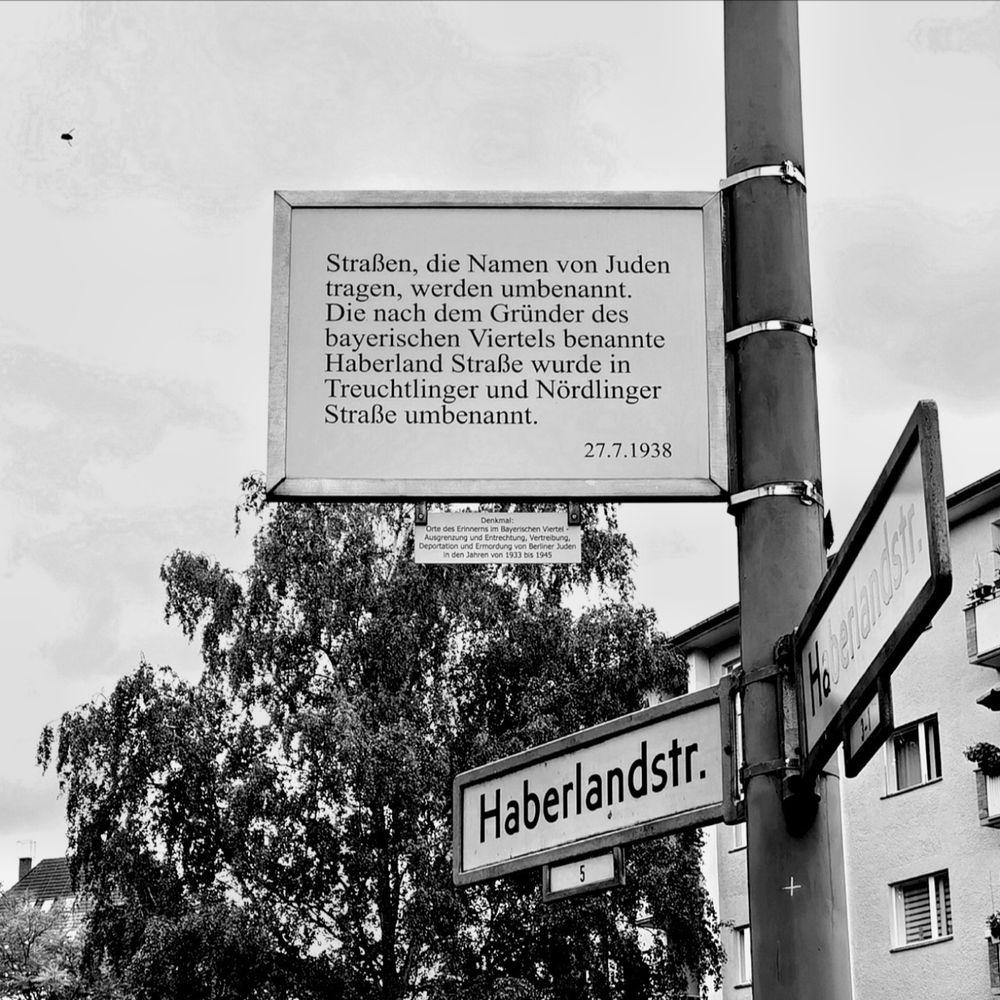 Straßen, die Namen von Juden
tragen, werden umbenannt.
Die nach dem Gründer des
bayerischen Viertels benannte
Haberland Straße wurde in
Treuchtlinger und Nördlinger
Straße umbenannt.
27.7.1938
Denkmal:
Orte des Erinnerns im Bayerischen Viertel -
Ausgrenzung und Entrechtung, Vertreibung,
Deportation und Ermordung von Berliner Juden
in den Jahren von 1933 bis 1945
Haberlandstr.
3-1
Haberlandstr.
5